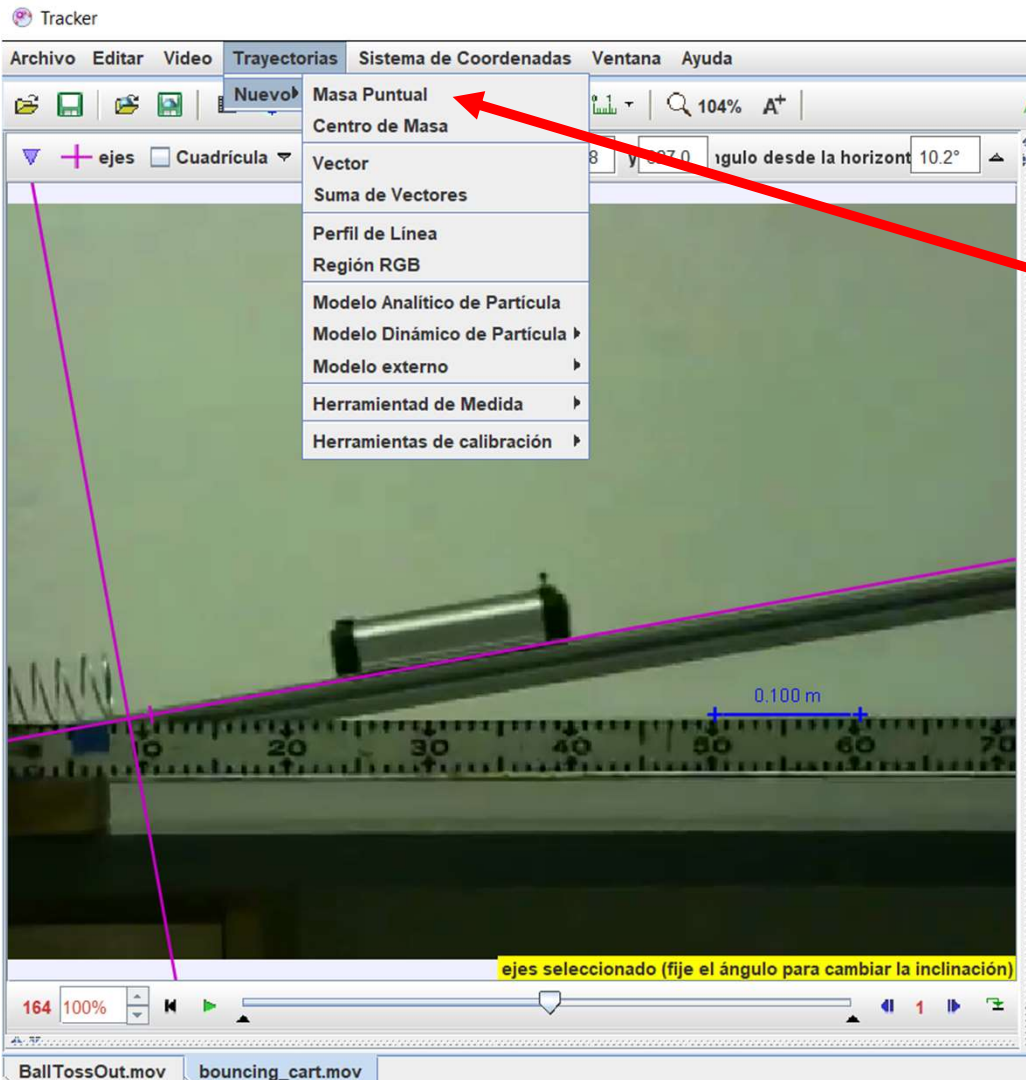 Tracker
Archivo Editar Video Trayectorias Sistema de Coordenadas Ventana Ayuda
Nuevo
Masa Puntual
Centro de Masa
Vector
Suma de Vectores
Perfil de Línea
Región RGB
Modelo Analítico de Partícula
Modelo Dinámico de Partícula
Modelo externo
Herramientad de Medida
Herramientas de calibración
104% A+
ejes Cuadrícula 8 y ngulo desde la horizont 10.2°
0.100 m
10 20 30 40 50 60 70
ejes seleccionado (fije el ángulo para cambiar la inclinación)
164 100% 1
BallTossOut.mov bouncing_cart.mov